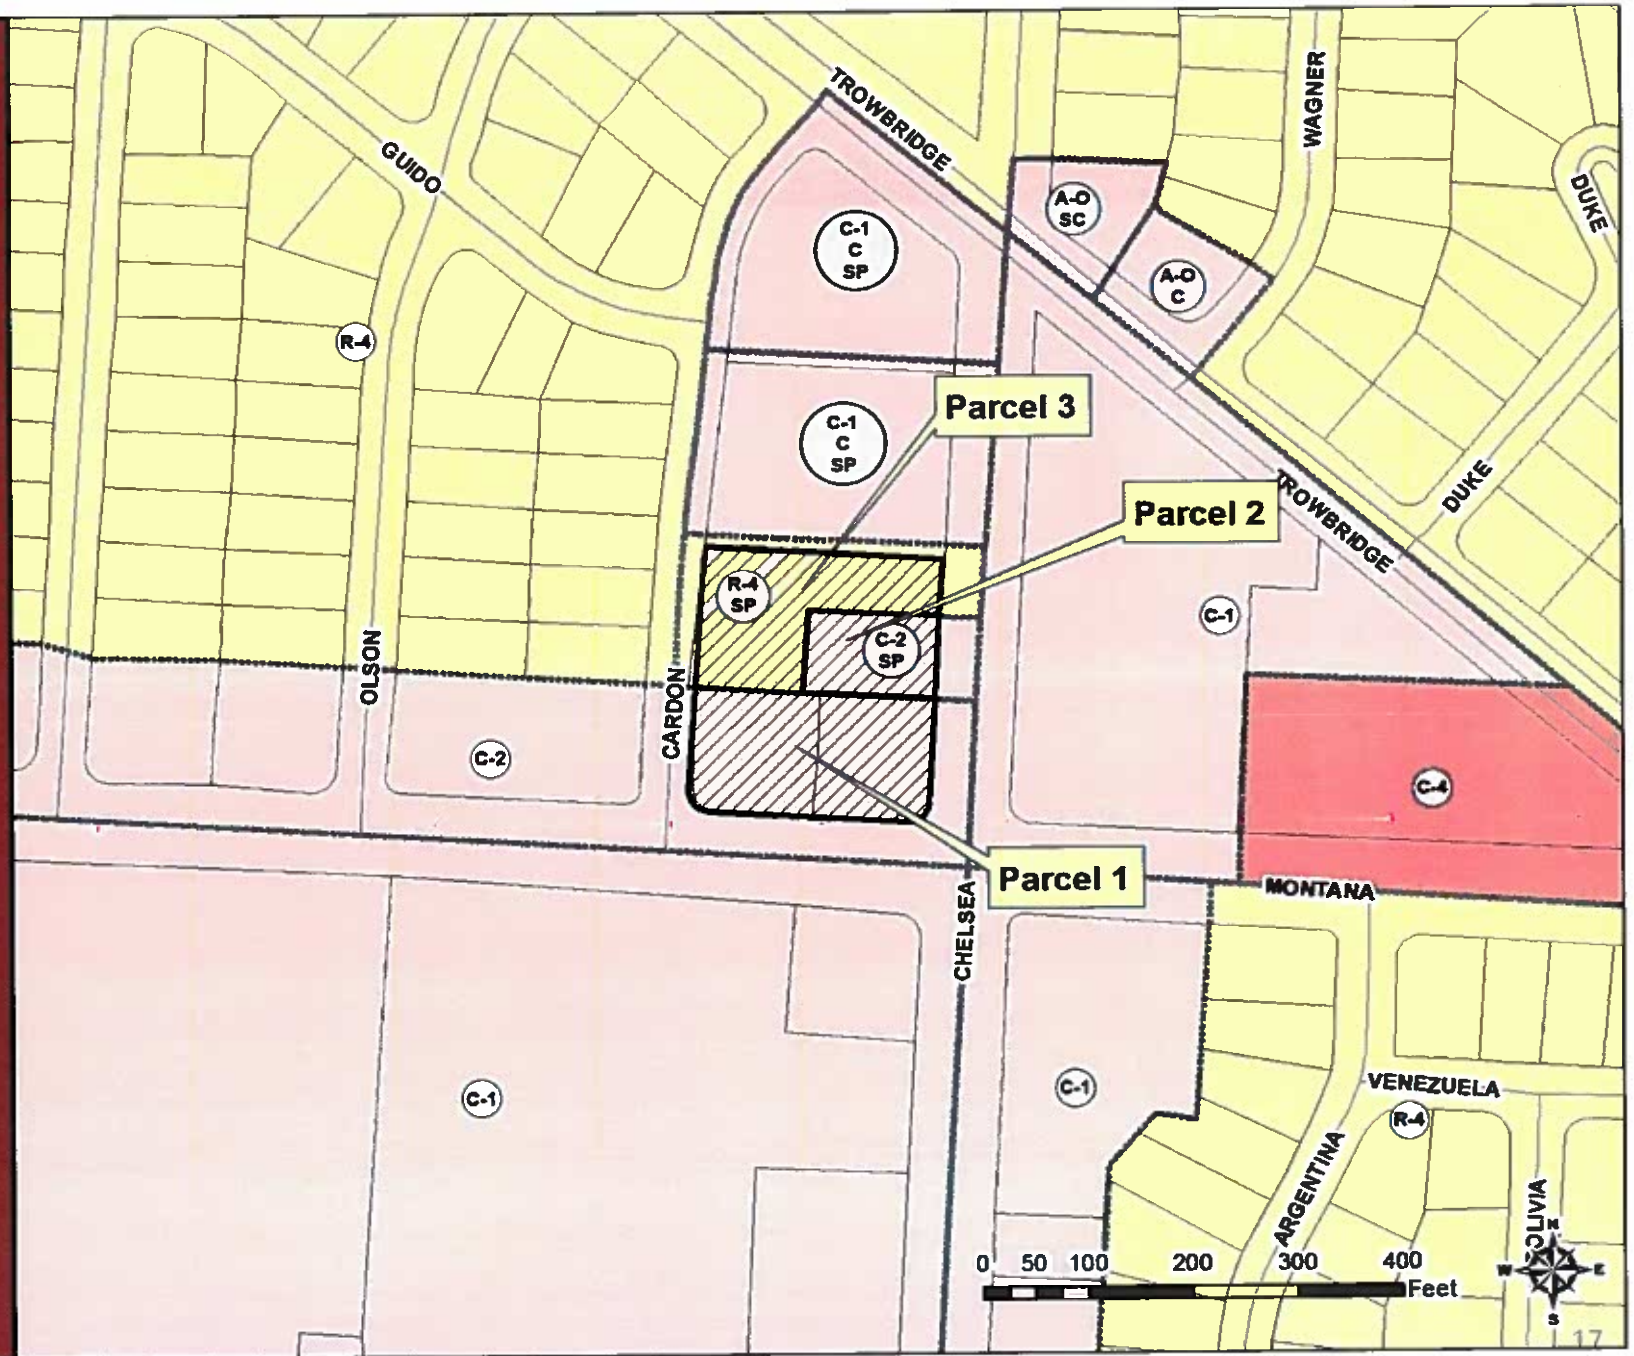 TROWBRIDGE
WAGNER
GUIDO
DUKE
A-O
SC
C-1
C
SP
A-O
C
R-4
Parcel 3
C-1
C
SP
DUKE
TROWBRIDGE
Parcel 2
R-4
SP
C-1
C-2
SP
OLSON
CARDON
C-2
C-4
Parcel 1
MONTANA
CHELSEA
C-1
C-1
VENEZUELA
R-4
ARGENTINA
OLIVIA
N
W E
S
0 50 100 200 300 400
Feet
17